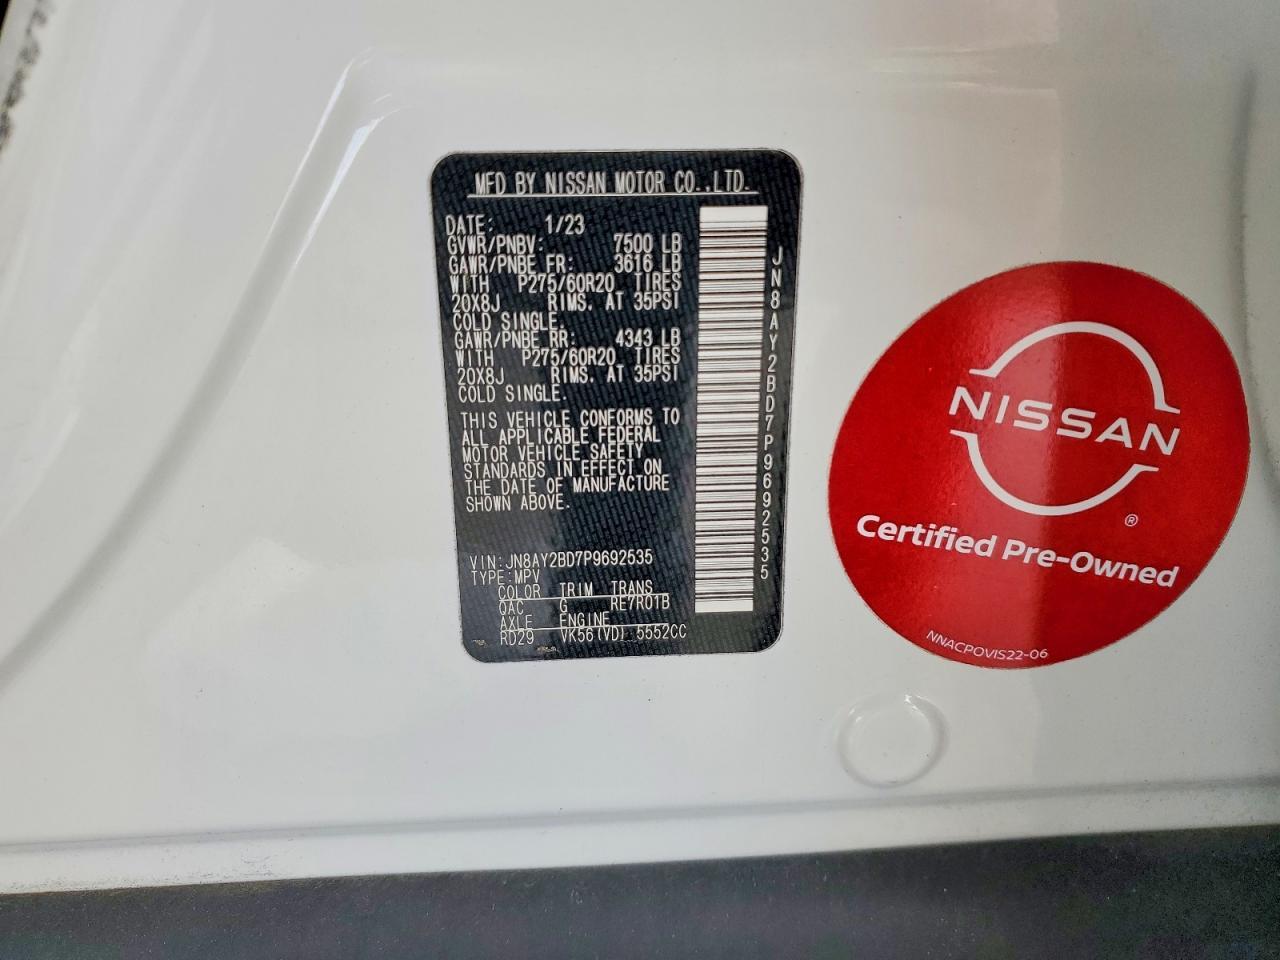 MFD BY NISSAN MOTOR CO.,LTD.
DATE: 1/23
GVWR/PNBV: 7500 LB
GAWR/PNBE FR: 3616 LB
WITH P275/60R20 TIRES
20X8J RIMS, AT 35PSI
COLD SINGLE.
GAWR/PNBE RR: 4343 LB
WITH P275/60R20 TIRES
20X8J RIMS, AT 35PSI
COLD SINGLE.
THIS VEHICLE CONFORMS TO
ALL APPLICABLE FEDERAL
MOTOR VEHICLE SAFETY
STANDARDS IN EFFECT ON
THE DATE OF MANUFACTURE
SHOWN ABOVE.
VIN:JN8AY2BD7P9692535
TYPE:MPV
COLOR TRIM TRANS
QAC G RE7R01B
AXLE ENGINE
RD29 VK56(VD) 5552CC
JN8AY2BD7P9692535
NISSAN
®
Certified Pre-Owned
NNACPOVIS22-06